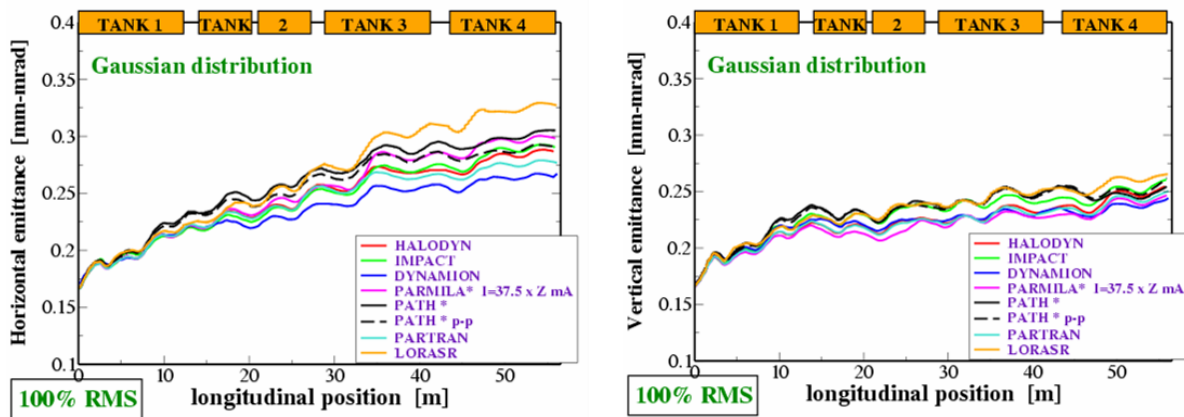 TANK 1 TANK 2 TANK 3 TANK 4
0.4
Gaussian distribution
0.35
0.3
0.25
0.2
0.15
0.1
Horizontal emittance [mm-mrad]
HALODYN
IMPACT
DYNAMION
PARMILA* I=37.5 x Z mA
PATH *
PATH * p-p
PARTRAN
LORASR
0 10 20 30 40 50
longitudinal position [m]
100% RMS
TANK 1 TANK 2 TANK 3 TANK 4
0.4
Gaussian distribution
0.35
0.3
0.25
0.2
0.15
0.1
Vertical emittance [mm-mrad]
HALODYN
IMPACT
DYNAMION
PARMILA* I=37.5 x Z mA
PATH *
PATH * p-p
PARTRAN
LORASR
0 10 20 30 40 50
longitudinal position [m]
100% RMS